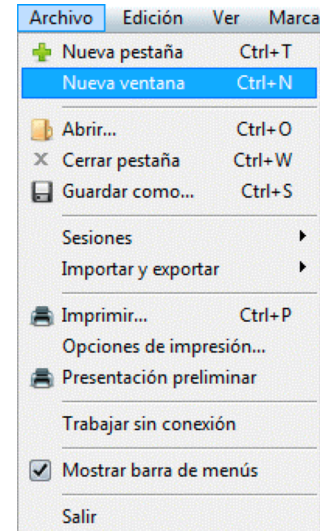 Archivo Edición Ver Marca
Nueva pestaña Ctrl+T
Nueva ventana Ctrl+N
Abrir... Ctrl+O
Cerrar pestaña Ctrl+W
Guardar como... Ctrl+S
Sesiones
Importar y exportar
Imprimir... Ctrl+P
Opciones de impresión...
Presentación preliminar
Trabajar sin conexión
Mostrar barra de menús
Salir